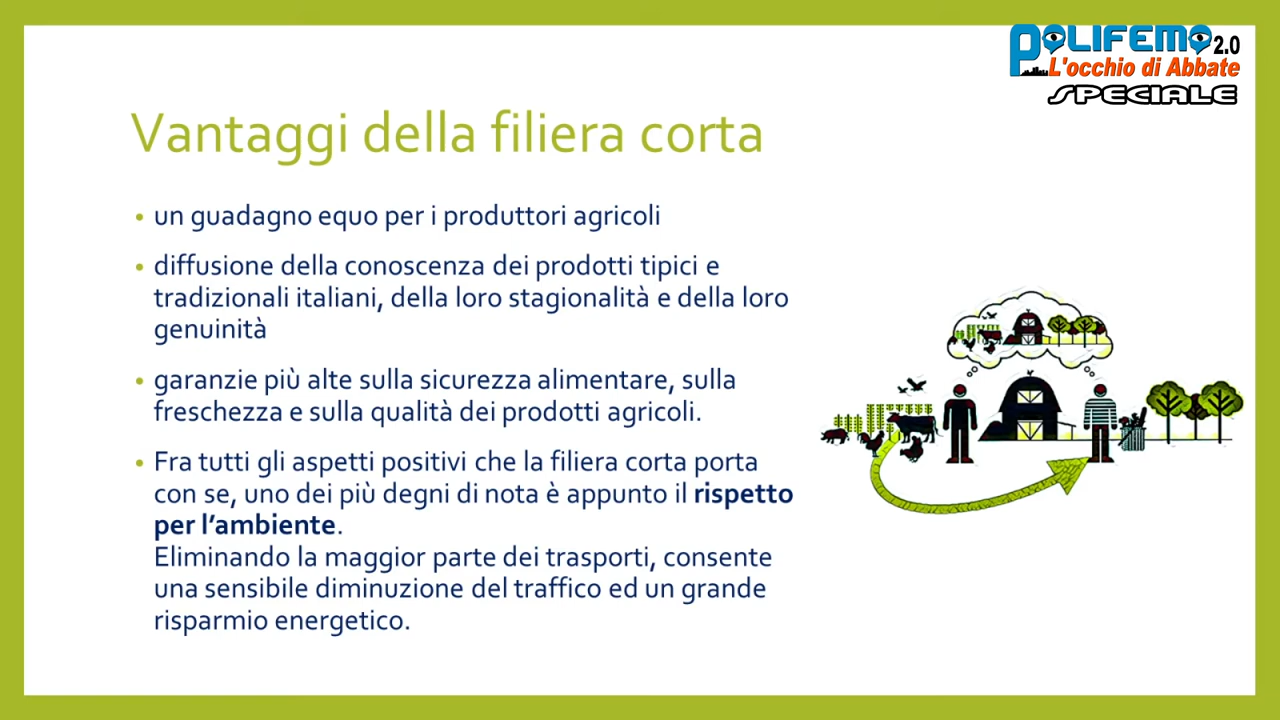 POLIFEMO 2.0
L'occhio di Abbate
SPECIALE
Vantaggi della filiera corta
• un guadagno equo per i produttori agricoli
• diffusione della conoscenza dei prodotti tipici e
tradizionali italiani, della loro stagionalità e della loro
genuinità
• garanzie più alte sulla sicurezza alimentare, sulla
freschezza e sulla qualità dei prodotti agricoli.
• Fra tutti gli aspetti positivi che la filiera corta porta
con se, uno dei più degni di nota è appunto il rispetto
per l’ambiente.
Eliminando la maggior parte dei trasporti, consente
una sensibile diminuzione del traffico ed un grande
risparmio energetico.